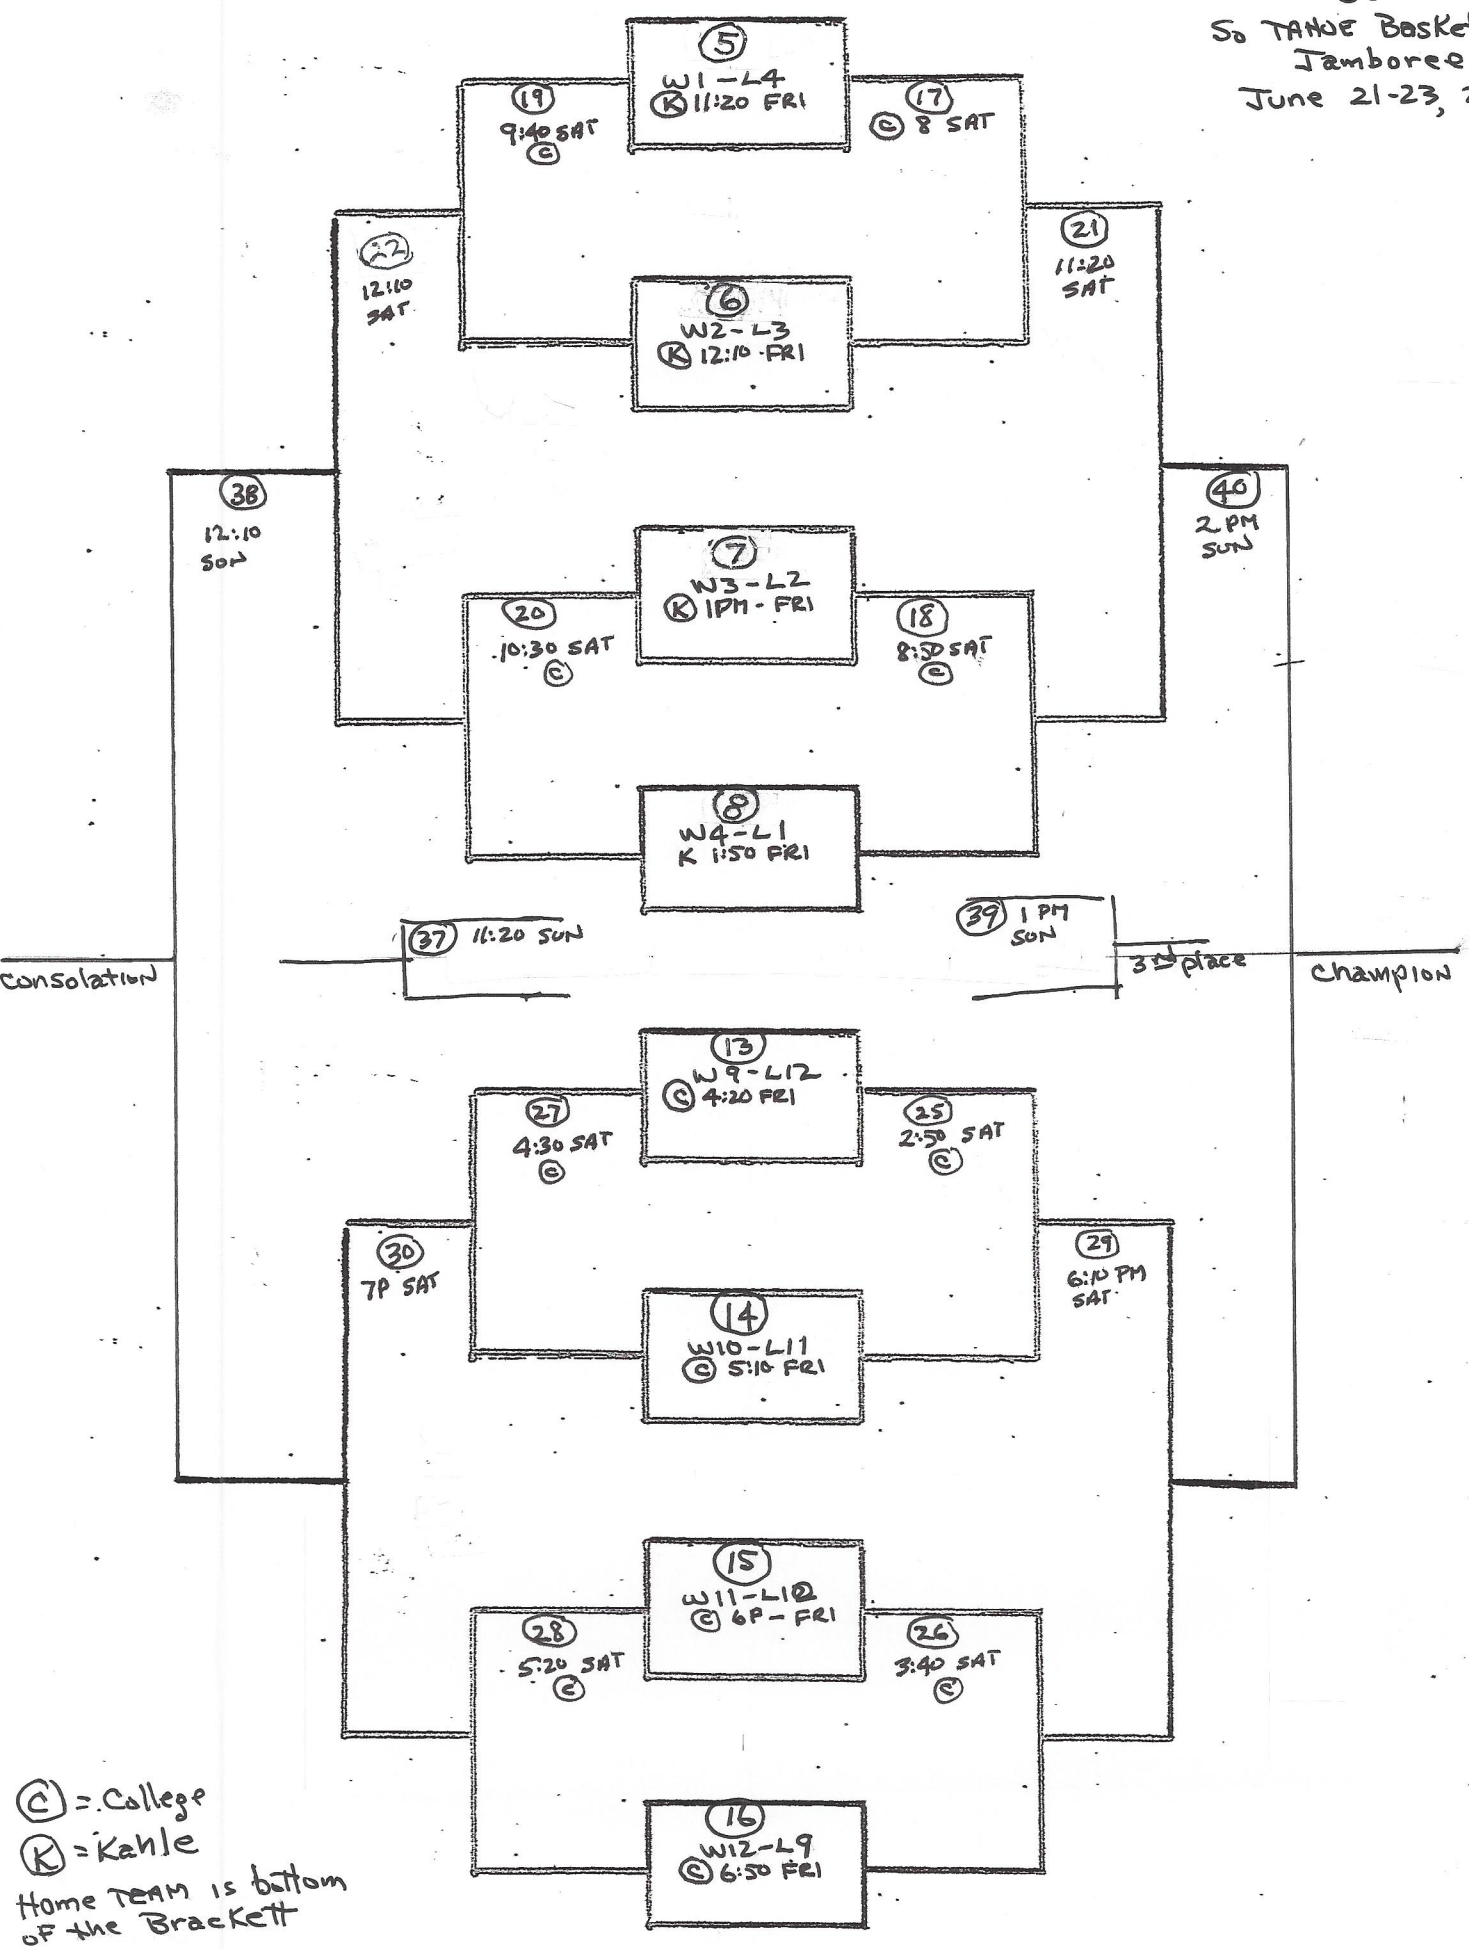 So TAHOE Baske
Jamboree
June 21-23, 2
5
W1-L4
K 11:20 FRI
19
9:40 SAT
C
17
C 8 SAT
22
12:10
SAT
21
11:20
SAT
6
W2-L3
K 12:10-FRI
38
12:10
SUN
40
2 PM
SUN
7
W3-L2
K 1PM-FRI
20
10:30 SAT
C
18
8:50 SAT
C
8
W4-L1
K 1:50 FRI
37 11:20 SUN
39 1 PM
SUN
3rd place
Consolation
Champion
13
W9-L12
C 4:20 FRI
27
4:30 SAT
C
25
2:50 SAT
C
30
7P SAT
29
6:10 PM
SAT
14
W10-L11
C 5:10 FRI
15
W11-L10
C 6P-FRI
28
5:20 SAT
C
26
3:40 SAT
C
16
W12-L9
C 6:50 FRI
C = College
K = Kahle
Home TEAM is bottom
of the BracKett